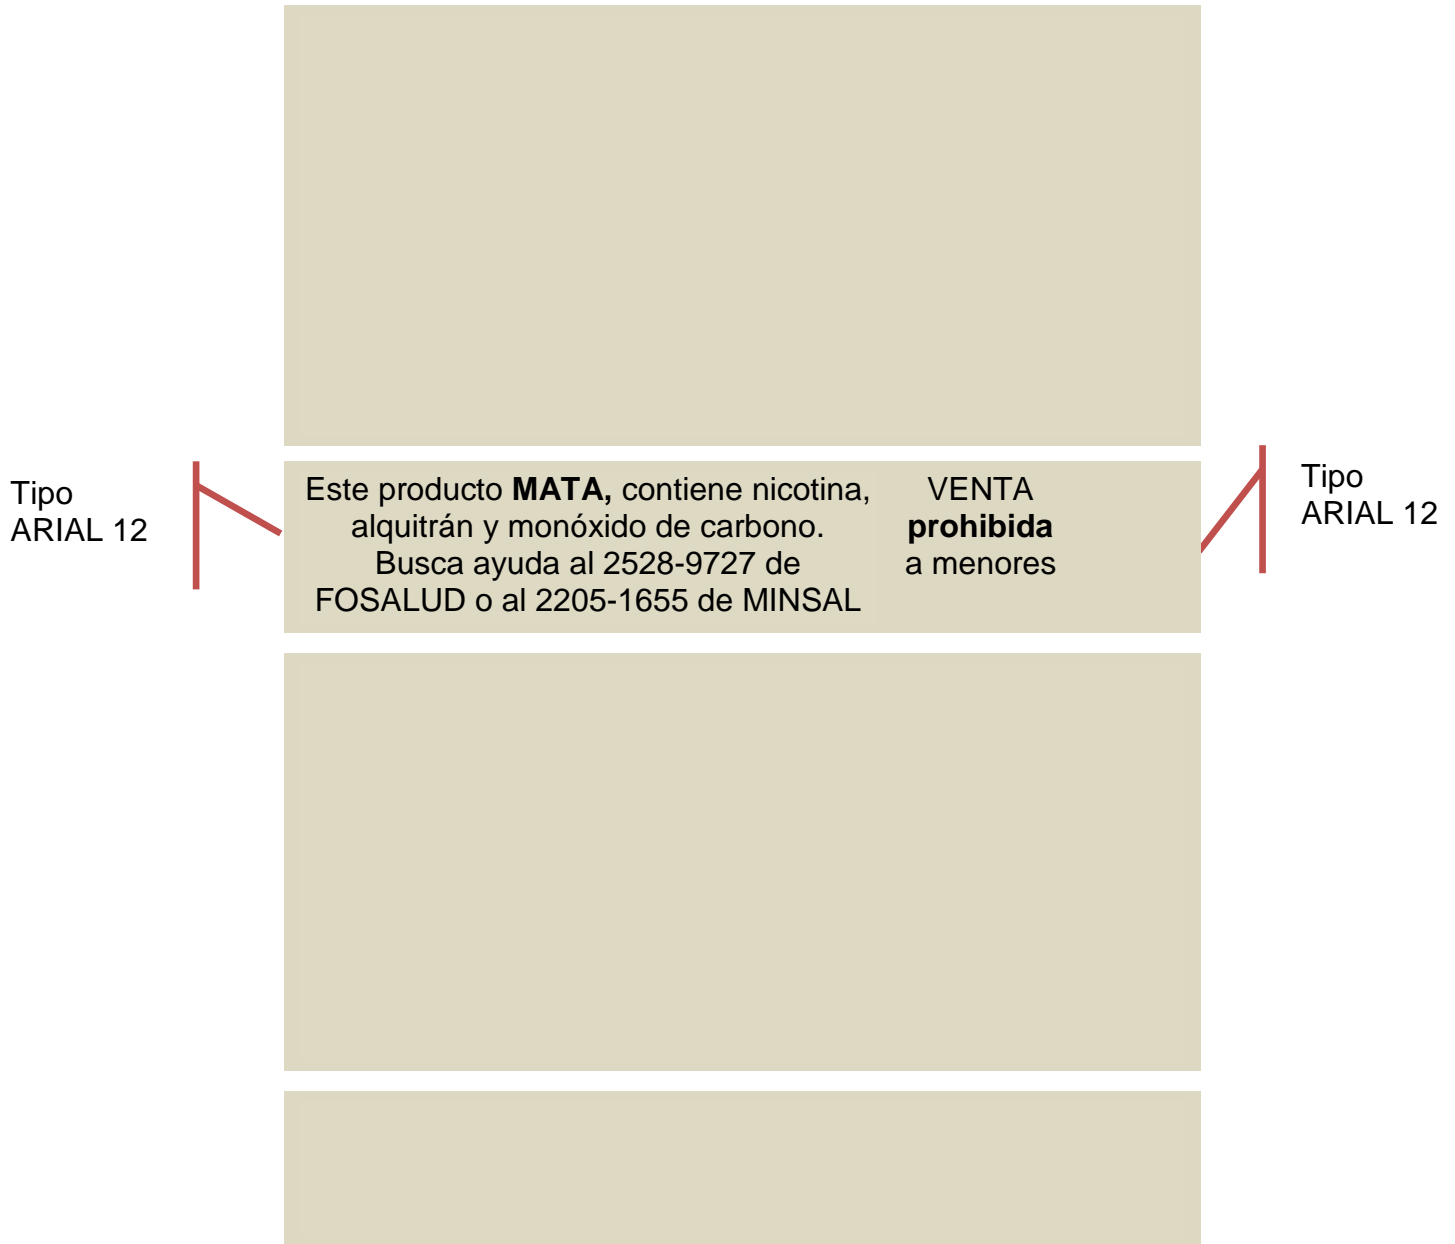 Tipo
ARIAL 12
Este producto MATA, contiene nicotina,
alquitrán y monóxido de carbono.
Busca ayuda al 2528-9727 de
FOSALUD o al 2205-1655 de MINSAL
VENTA
prohibida
a menores
Tipo
ARIAL 12